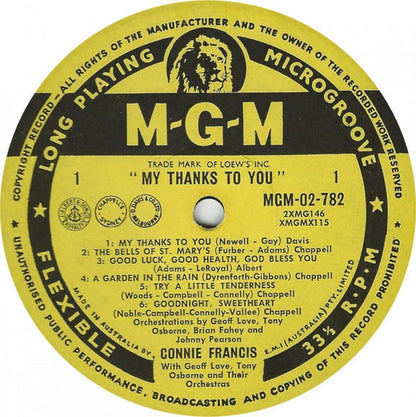 COPYRIGHT RECORD · ALL RIGHTS OF THE MANUFACTURER AND THE OWNER OF THE RECORDED WORK RESERVED
LONG PLAYING
MICROGROOVE
M-G-M
TRADE MARK OF LOEW'S INC.
1 "MY THANKS TO YOU" 1
CHAPPELL SYDNEY
MGM-02-782
2XMG146
XMGMX115
1: MY THANKS TO YOU (Newell - Gay) Davis
2: THE BELLS OF ST. MARY'S (Furber - Adams) Chappell
3: GOOD LUCK, GOOD HEALTH, GOD BLESS YOU
(Adams - LeRoyal) Albert
4: A GARDEN IN THE RAIN (Dyrenforth-Gibbons) Chappell
5: TRY A LITTLE TENDERNESS
(Woods - Campbell - Connelly) Chappell
6: GOODNIGHT, SWEETHEART
(Noble-Campbell-Connelly-Vallee) Chappell
Orchestrations by Geoff Love, Tony
Osborne, Brian Fahey and
Johnny Pearson
CONNIE FRANCIS
With Geoff Love, Tony
Osborne and Their
Orchestras
FLEXIBLE
33⅓ R.P.M
MADE IN AUSTRALIA BY
E.M.I (AUSTRALIA) PTY. LIMITED
UNAUTHORISED PUBLIC PERFORMANCE, BROADCASTING AND COPYING OF THIS RECORD PROHIBITED